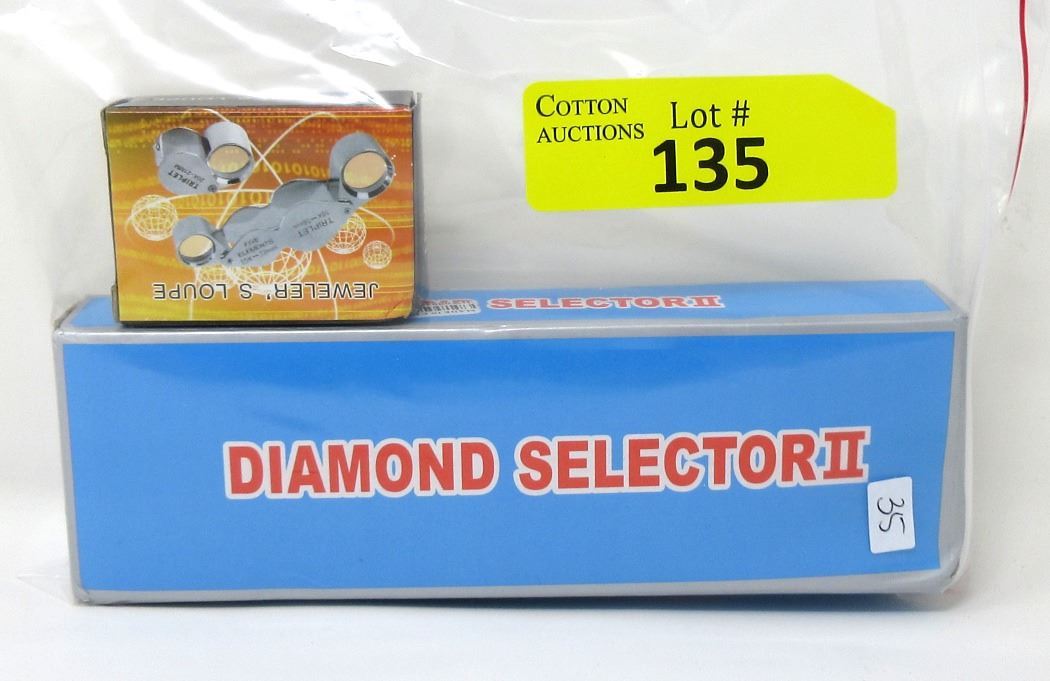 COTTON
AUCTIONS
Lot #
135
TRIPLET
TRIPLET
JEWELER'S LOUPE
SELECTOR II
DIAMOND SELECTOR II
35